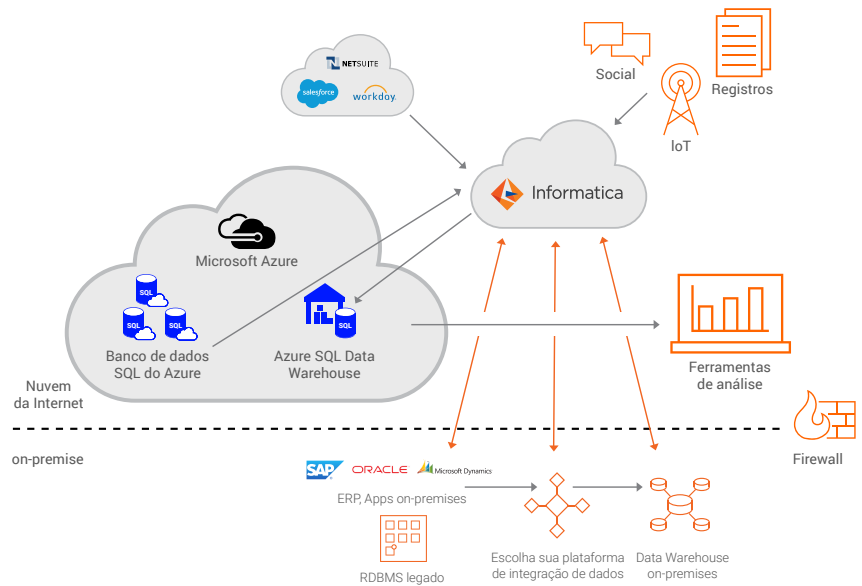 NETSUITE
salesforce
workday
Social
Registros
IoT
Informatica
Microsoft Azure
SQL
SQL
SQL
SQL
Banco de dados
SQL do Azure
Azure SQL Data
Warehouse
Ferramentas
de análise
Nuvem
da Internet
on-premise
Firewall
SAP
ORACLE
Microsoft Dynamics
ERP, Apps on-premises
RDBMS legado
Escolha sua plataforma
de integração de dados
Data Warehouse
on-premises